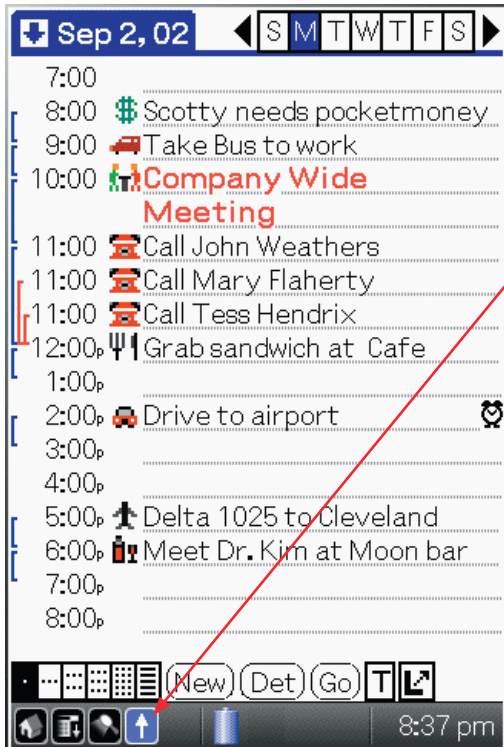 Sep 2, 02 S M T W T F S
7:00
8:00 Scotty needs pocketmoney
9:00 Take Bus to work
10:00 Company Wide
Meeting
11:00 Call John Weathers
11:00 Call Mary Flaherty
11:00 Call Tess Hendrix
12:00p Grab sandwich at Cafe
1:00p
2:00p Drive to airport
3:00p
4:00p
5:00p Delta 1025 to Cleveland
6:00p Meet Dr. Kim at Moon bar
7:00p
8:00p
New Det Go T
8:37 pm